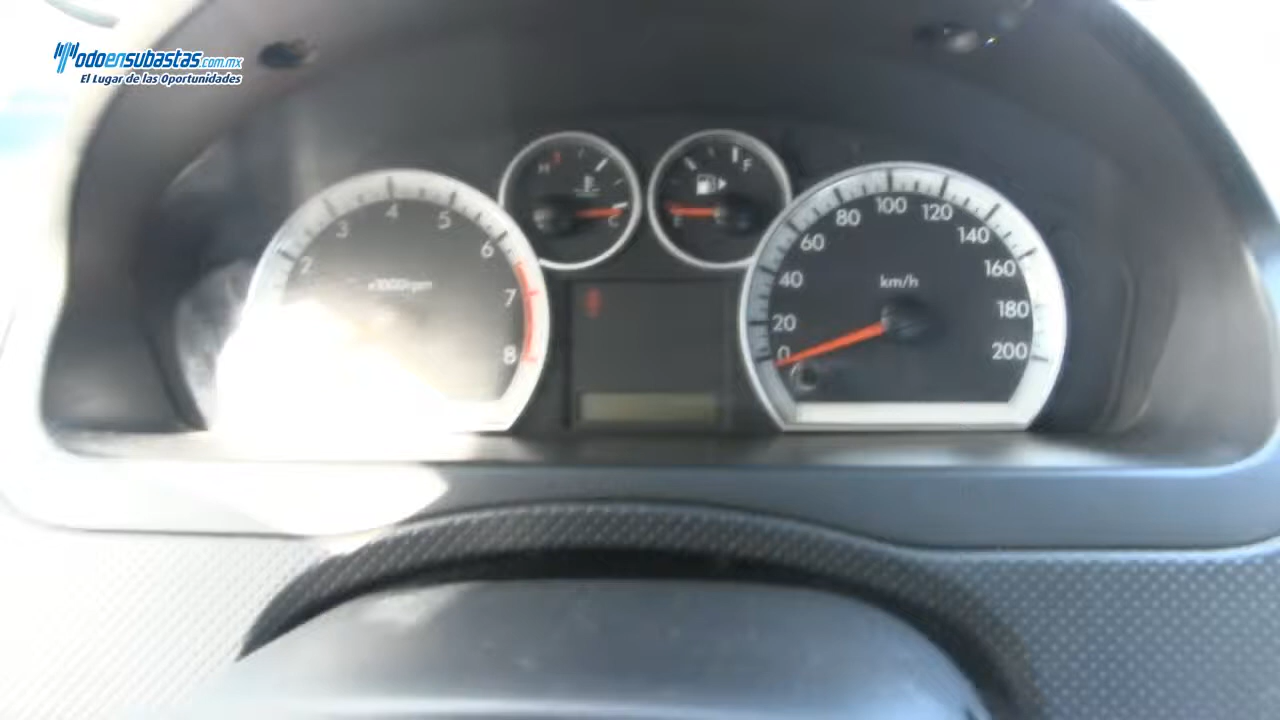 Todoensubastas.com.mx
El Lugar de las Oportunidades
2
3
4
5
6
7
8
x1000rpm
H
C
F
0
20
40
60
80
100
120
140
160
180
200
km/h